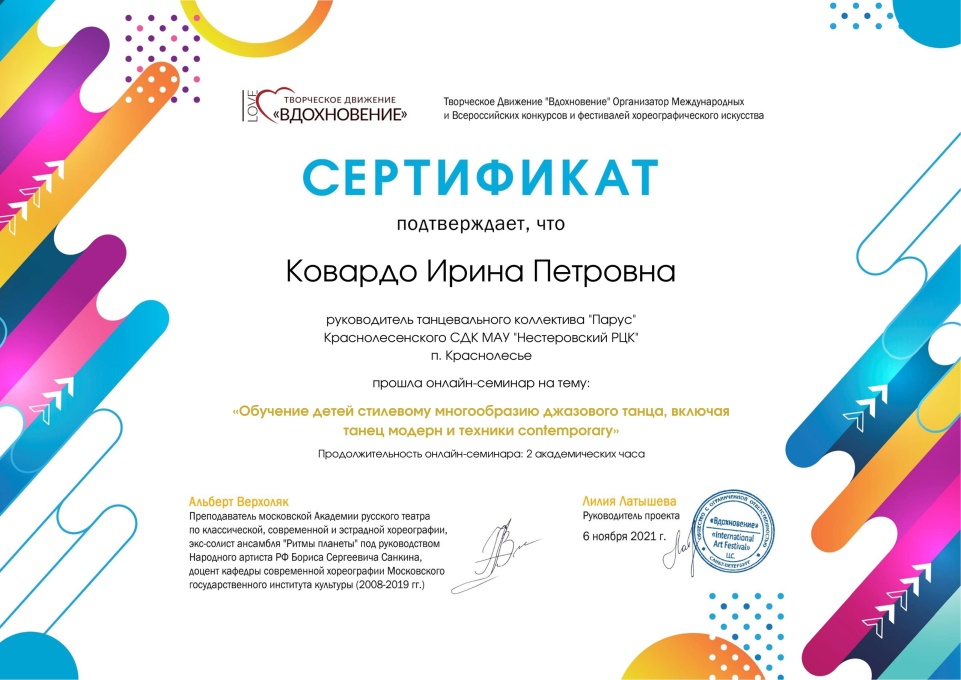 LOVE
ТВОРЧЕСКОЕ ДВИЖЕНИЕ
«ВДОХНОВЕНИЕ»
Творческое Движение "Вдохновение" Организатор Международных
и Всероссийских конкурсов и фестивалей хореографического искусства
СЕРТИФИКАТ
подтверждает, что
Ковардо Ирина Петровна
руководитель танцевального коллектива "Парус"
Краснолесенского СДК МАУ "Нестеровский РЦК"
п. Краснолесье
прошла онлайн-семинар на тему:
«Обучение детей стилевому многообразию джазового танца, включая
танец модерн и техники contemporary»
Продолжительность онлайн-семинара: 2 академических часа
Альберт Верхоляк
Преподаватель московской Академии русского театра
по классической, современной и эстрадной хореографии,
экс-солист ансамбля "Ритмы планеты" под руководством
Народного артиста РФ Бориса Сергеевича Санкина,
доцент кафедры современной хореографии Московского
государственного института культуры (2008-2019 гг.)
Лилия Латышева
Руководитель проекта
6 ноября 2021 г.
ОБЩЕСТВО С ОГРАНИЧЕННОЙ ОТВЕТСТВЕННОСТЬЮ
«Вдохновение»
«International
Art Festival»
LLC.
САНКТ-ПЕТЕРБУРГ